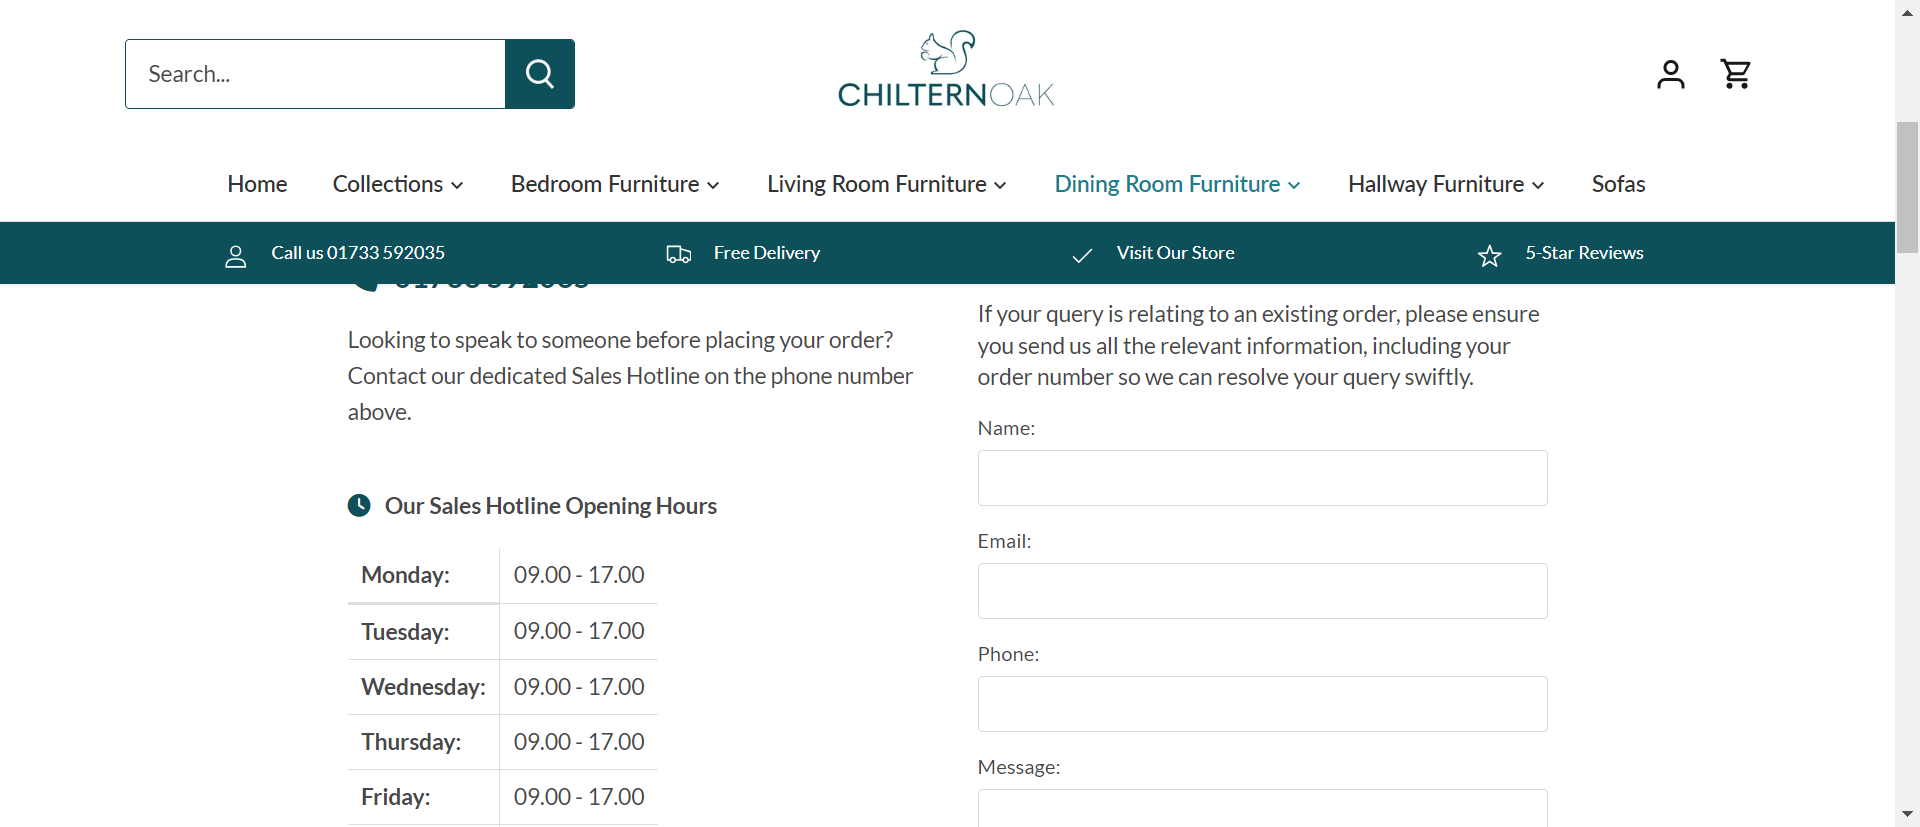 Search...
CHILTERNOAK
Home
Collections
Bedroom Furniture
Living Room Furniture
Dining Room Furniture
Hallway Furniture
Sofas
Call us 01733 592035
Free Delivery
Visit Our Store
5-Star Reviews
01733 592035
Looking to speak to someone before placing your order?
Contact our dedicated Sales Hotline on the phone number
above.
Our Sales Hotline Opening Hours
Monday: 09.00 - 17.00
Tuesday: 09.00 - 17.00
Wednesday: 09.00 - 17.00
Thursday: 09.00 - 17.00
Friday: 09.00 - 17.00
If your query is relating to an existing order, please ensure
you send us all the relevant information, including your
order number so we can resolve your query swiftly.
Name:
Email:
Phone:
Message: